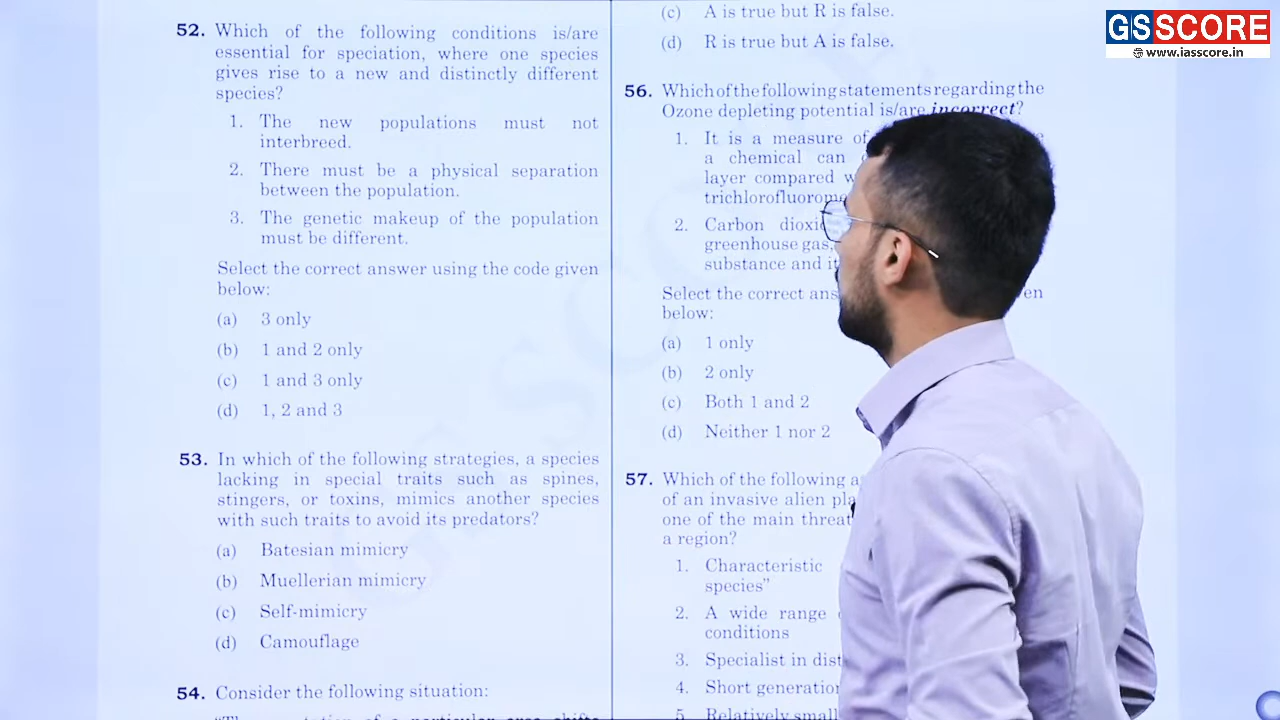 52. Which of the following conditions is/are
essential for speciation, where one species
gives rise to a new and distinctly different
species?
1. The new populations must not
interbreed.
2. There must be a physical separation
between the population.
3. The genetic makeup of the population
must be different.
Select the correct answer using the code given
below:
(a) 3 only
(b) 1 and 2 only
(c) 1 and 3 only
(d) 1, 2 and 3
53. In which of the following strategies, a species
lacking in special traits such as spines,
stingers, or toxins, mimics another species
with such traits to avoid its predators?
(a) Batesian mimicry
(b) Muellerian mimicry
(c) Self-mimicry
(d) Camouflage
54. Consider the following situation:
(c) A is true but R is false.
(d) R is true but A is false.
56. Which of the following statements regarding the
Ozone depleting potential is/are incorrect?
1. It is a measure of
a chemical can
layer compared
2. Carbon
greenhouse gas,
substance and
Select the correct
below:
(a) 1 only
(b) 2 only
(c) Both 1 and 2
(d) Neither 1 nor 2
57. Which of the following
of an invasive alien
one of the main
a region?
1. Characteristic
species”
2. A wide range
conditions
3. Specialist in
4. Short
5. Relatively
GSSCORE
www.iasscore.in